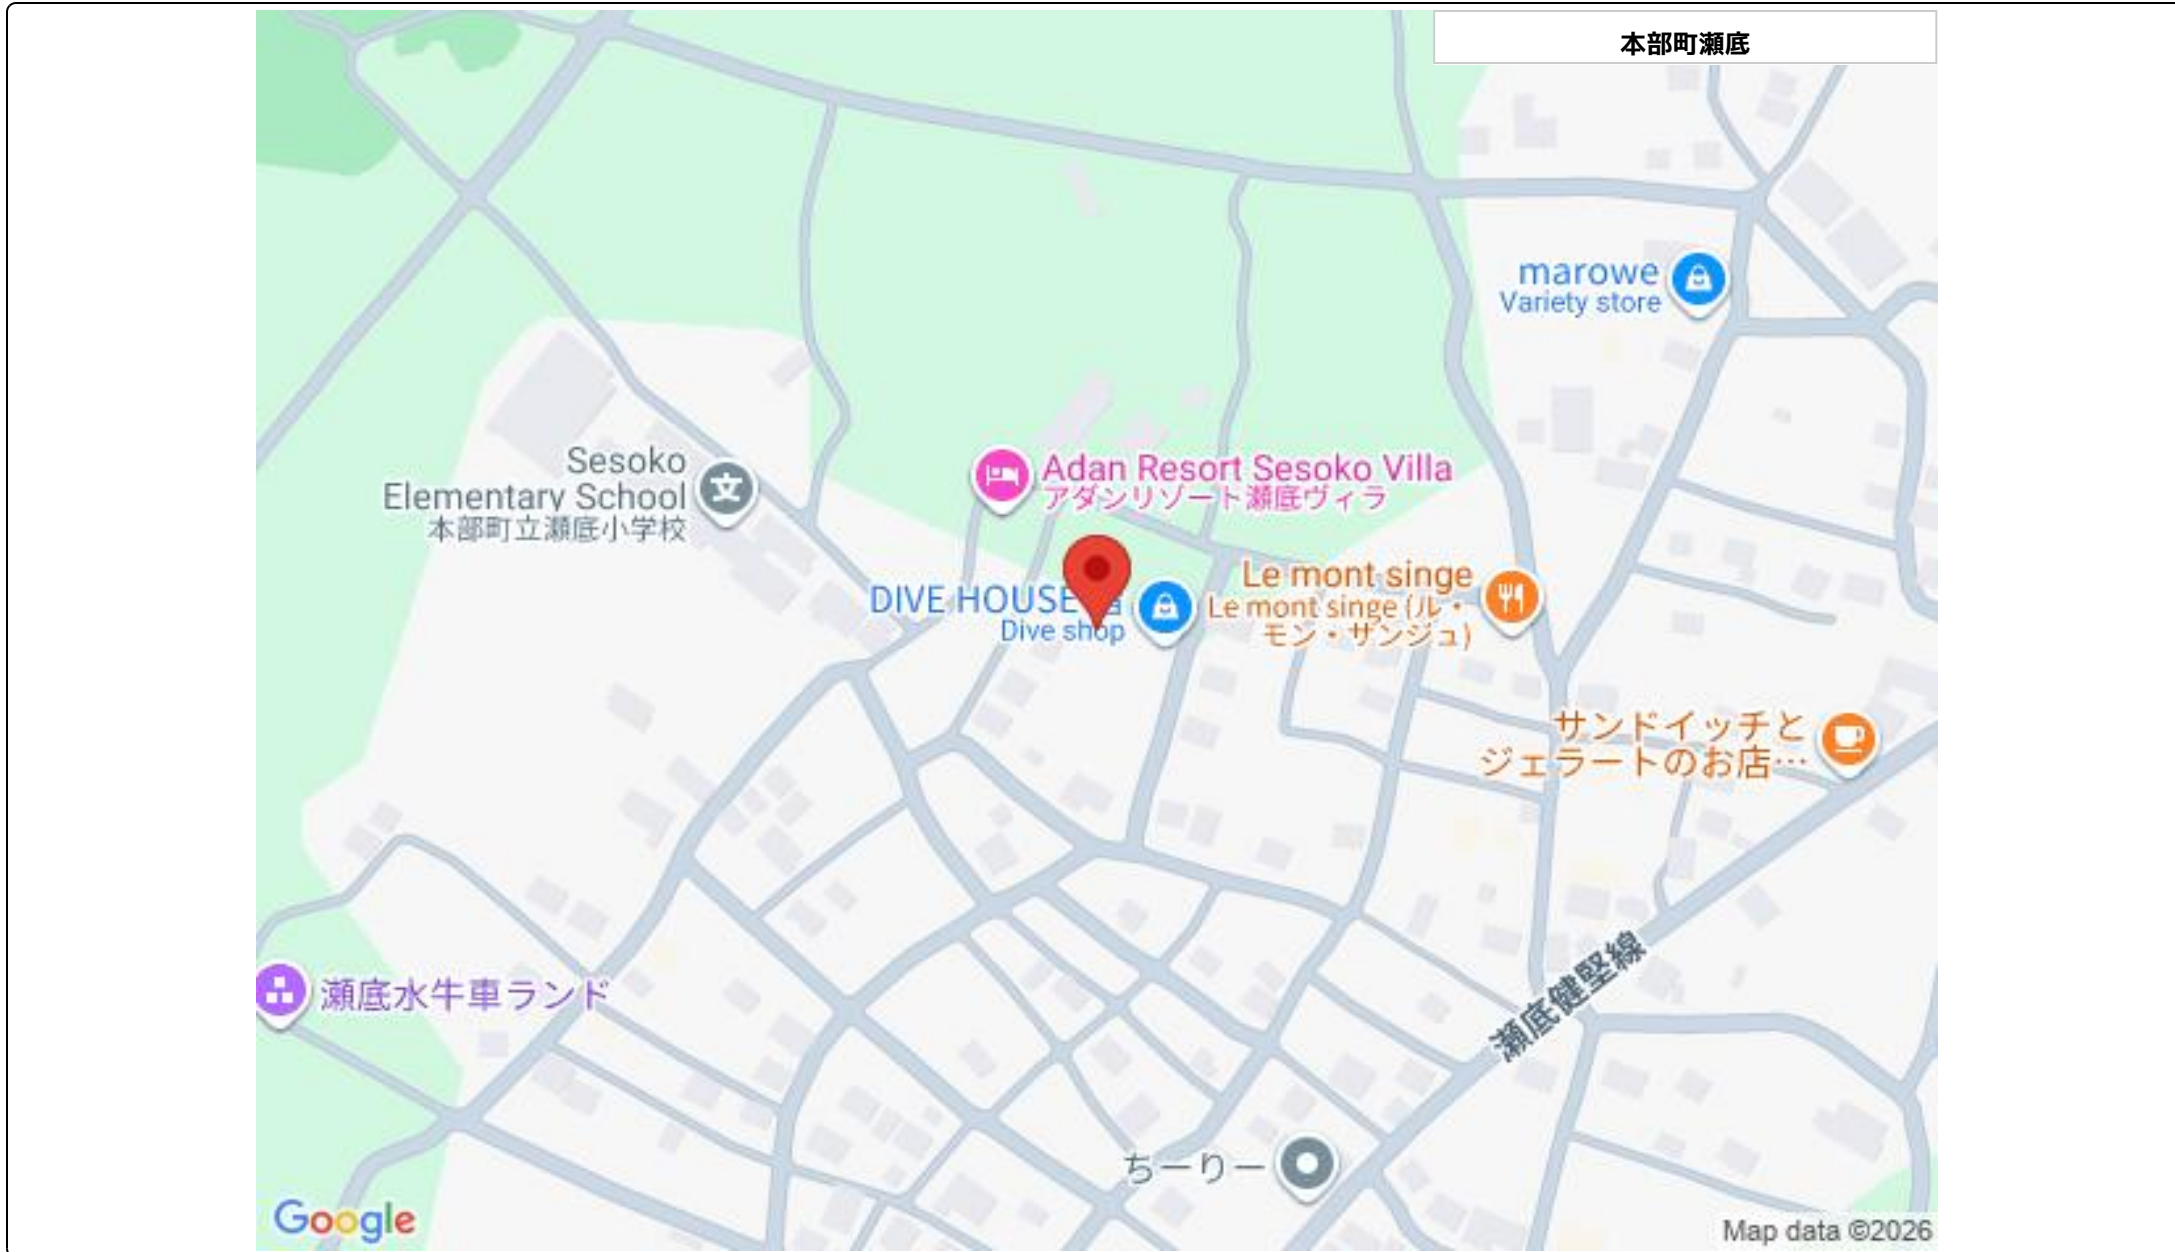 本部町瀬底
marowe
Variety store
Sesoko
Elementary School
本部町立瀬底小学校
Adan Resort Sesoko Villa
アダンリゾート瀬底ヴィラ
DIVE HOUSE
Dive shop
Le mont singe
Le mont singe (ル・
モン・サンジュ)
サンドイッチと
ジェラートのお店…
瀬底健堅線
瀬底水牛車ランド
ちーりー
Google
Map data ©2026